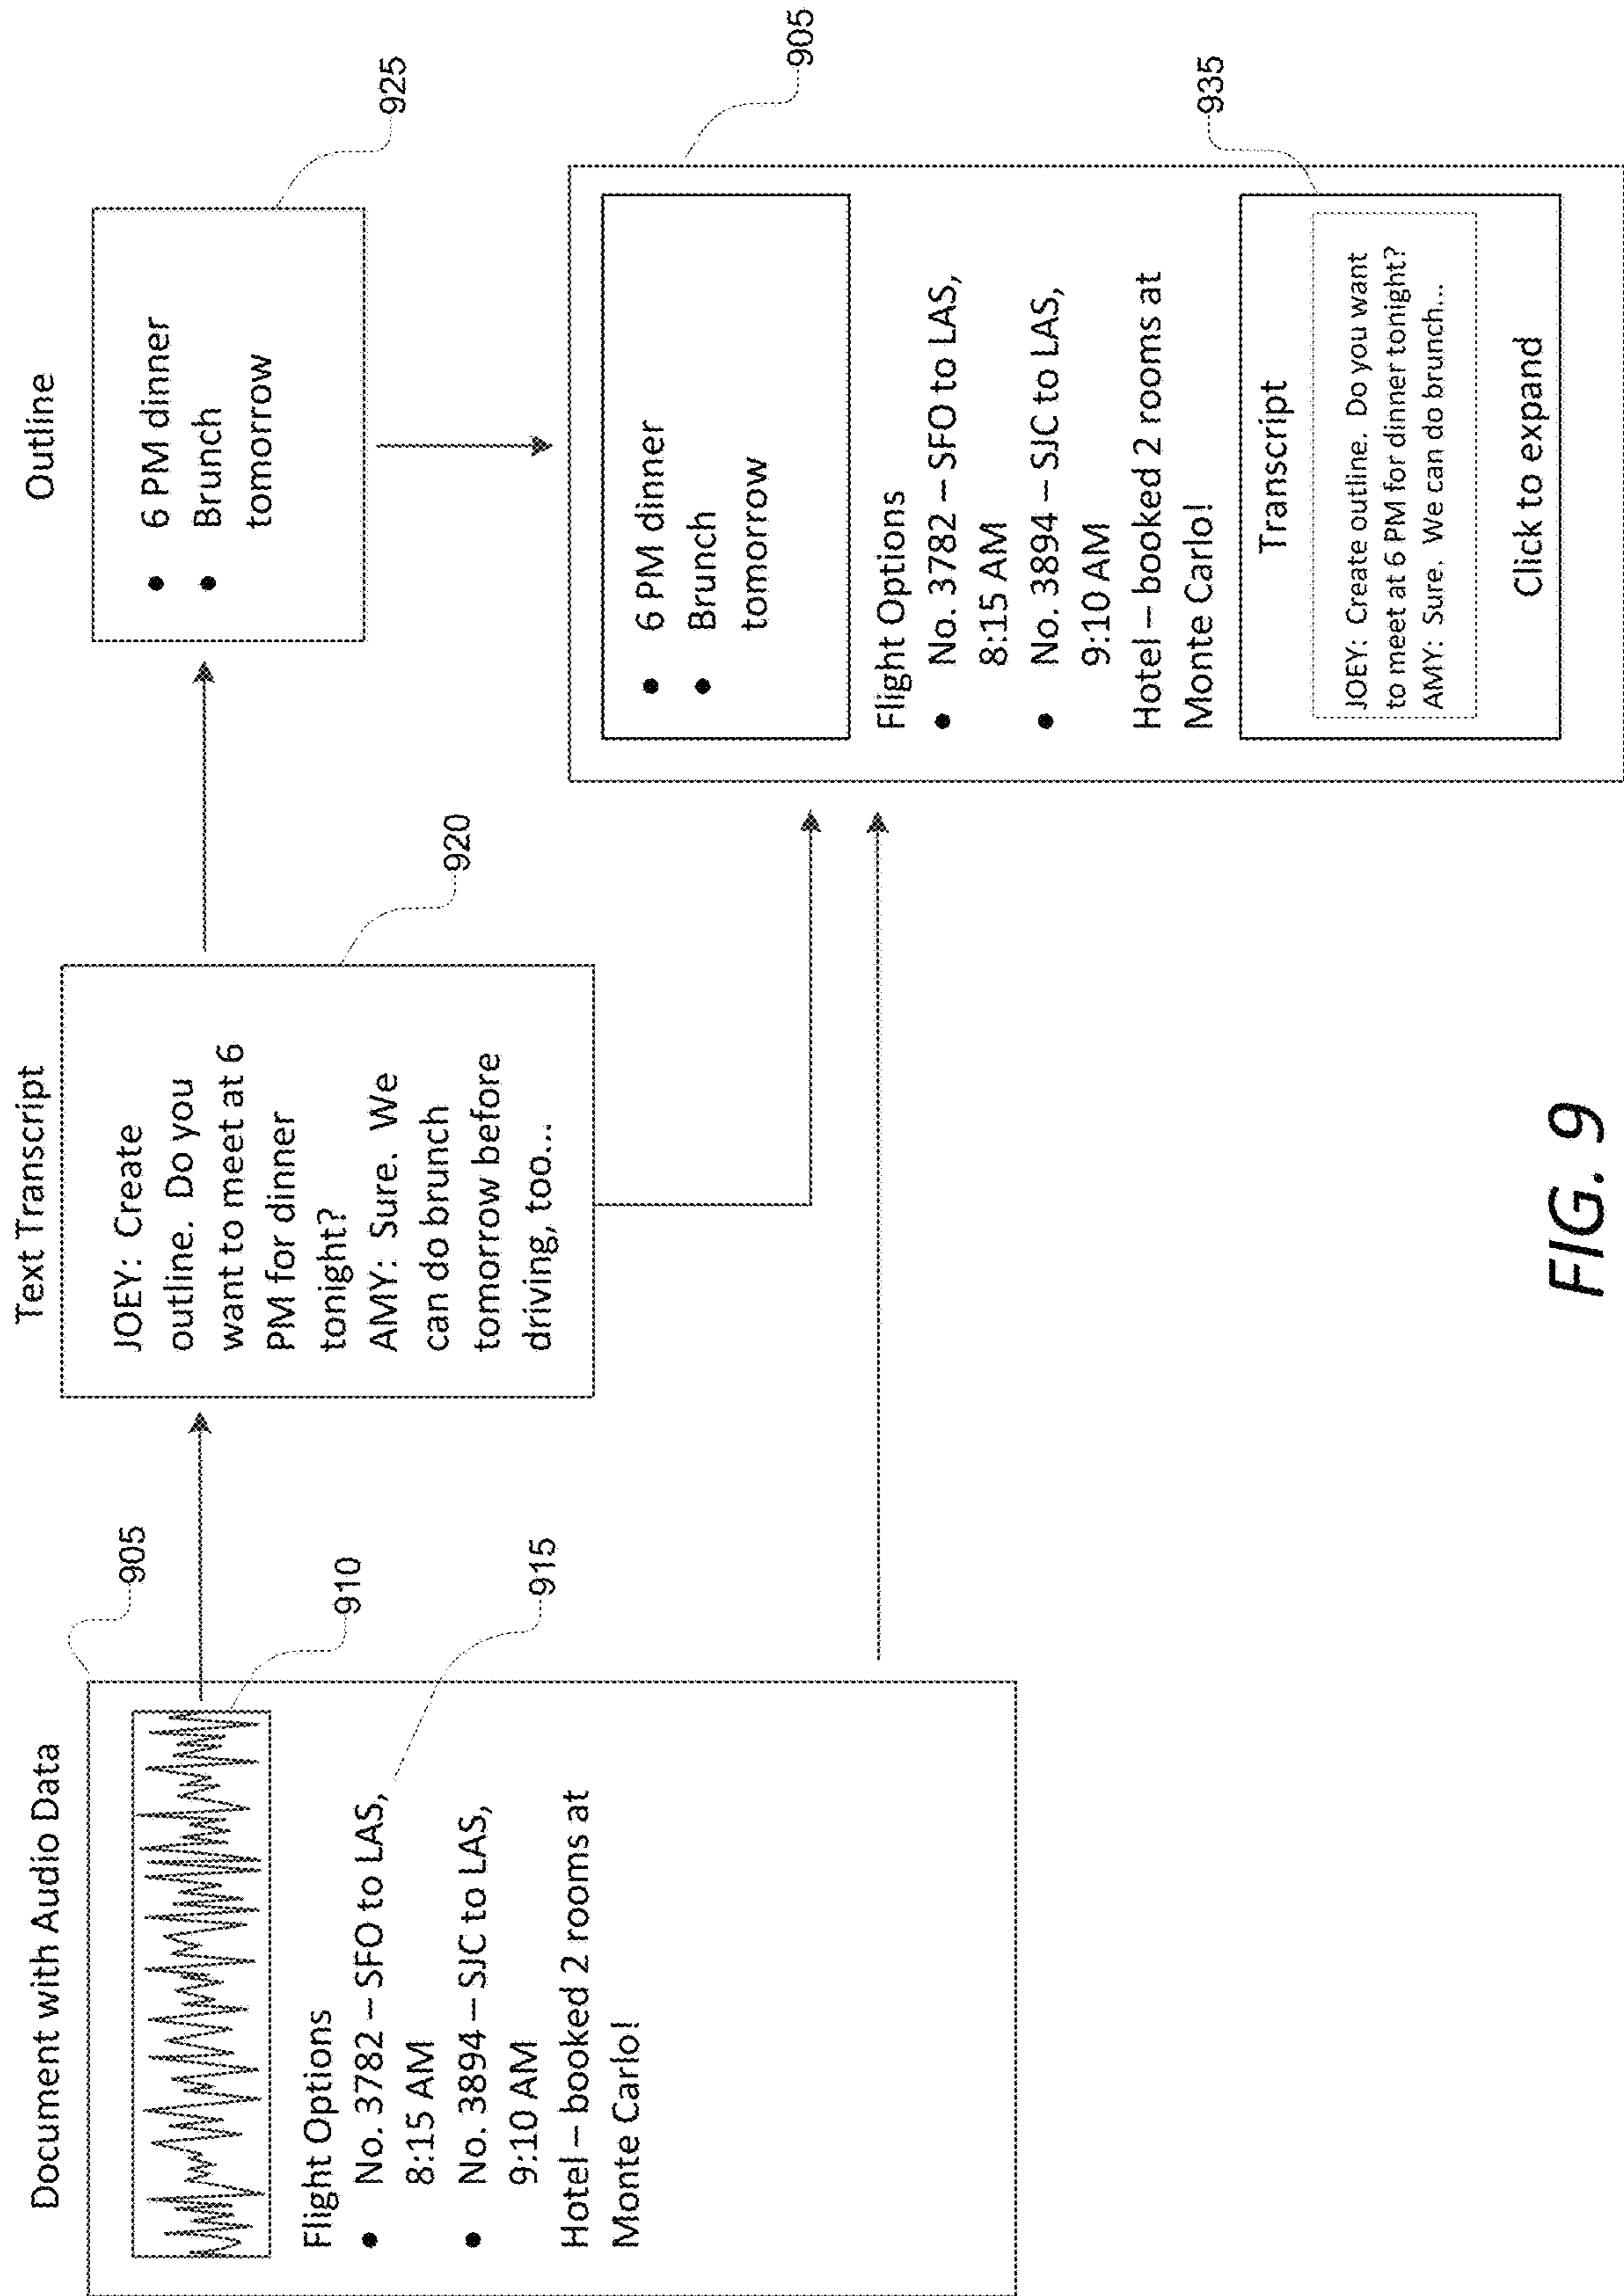 Document with Audio Data
905
910
Flight Options
• No. 3782 – SFO to LAS,
8:15 AM
915
• No. 3894 – SJC to LAS,
9:10 AM
Hotel – booked 2 rooms at
Monte Carlo!
Text Transcript
JOEY: Create
outline. Do you
want to meet at 6
PM for dinner
tonight?
AMY: Sure. We
can do brunch
tomorrow before
driving, too...
920
Outline
• 6 PM dinner
• Brunch
tomorrow
925
905
• 6 PM dinner
• Brunch
tomorrow
Flight Options
• No. 3782 – SFO to LAS,
8:15 AM
• No. 3894 – SJC to LAS,
9:10 AM
Hotel – booked 2 rooms at
Monte Carlo!
935
Transcript
JOEY: Create outline. Do you want
to meet at 6 PM for dinner tonight?
AMY: Sure. We can do brunch...
Click to expand
FIG. 9